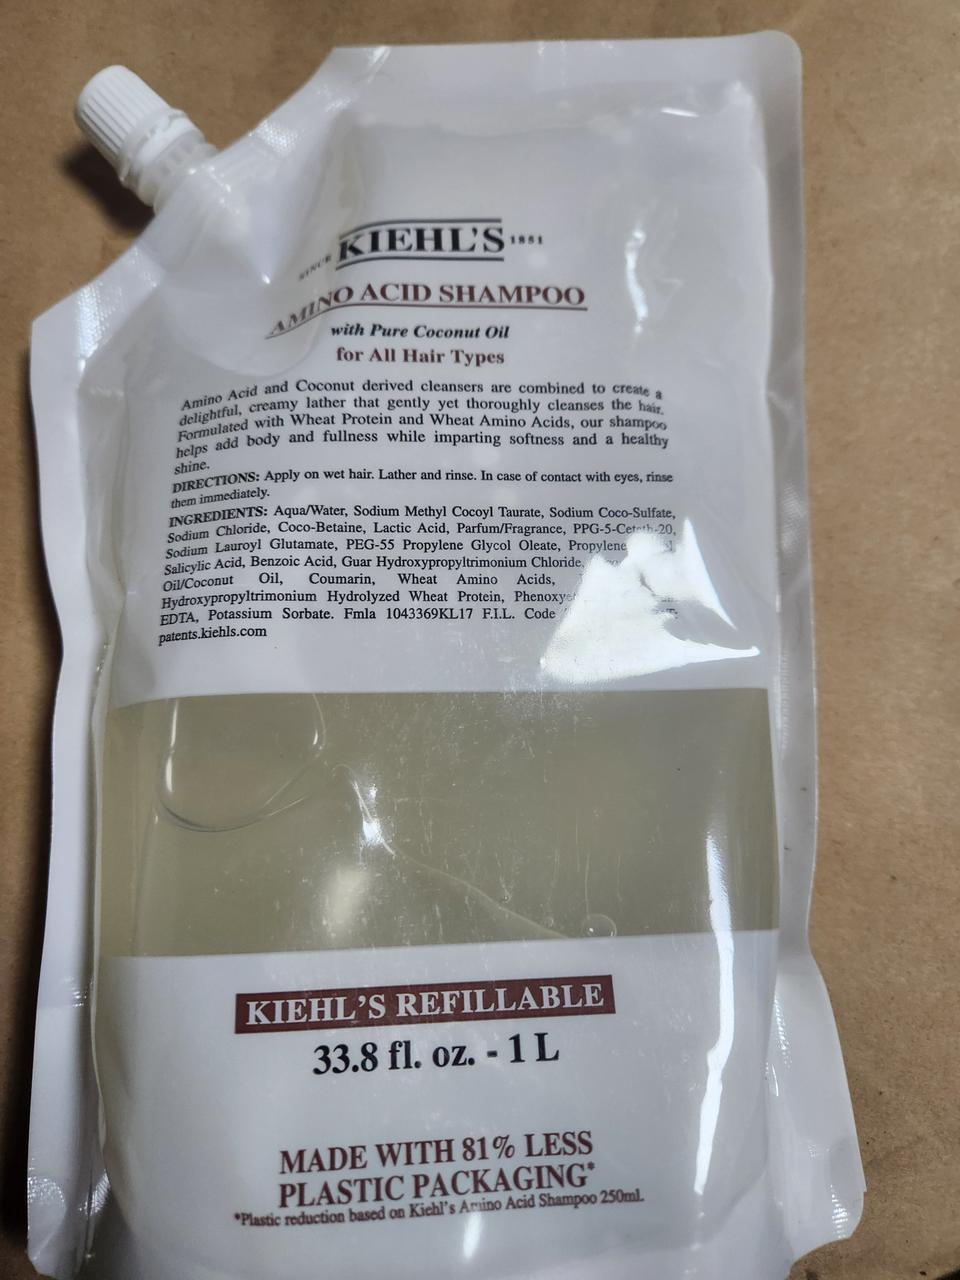 SINCE KIEHL'S 1851
AMINO ACID SHAMPOO
with Pure Coconut Oil
for All Hair Types
Amino Acid and Coconut derived cleansers are combined to create a
delightful, creamy lather that gently yet thoroughly cleanses the hair.
Formulated with Wheat Protein and Wheat Amino Acids, our shampoo
helps add body and fullness while imparting softness and a healthy
shine.
DIRECTIONS: Apply on wet hair. Lather and rinse. In case of contact with eyes, rinse
them immediately.
INGREDIENTS: Aqua/Water, Sodium Methyl Cocoyl Taurate, Sodium Coco-Sulfate,
Sodium Chloride, Coco-Betaine, Lactic Acid, Parfum/Fragrance, PPG-5-Ceteth-20,
Sodium Lauroyl Glutamate, PEG-55 Propylene Glycol Oleate, Propylene
Salicylic Acid, Benzoic Acid, Guar Hydroxypropyltrimonium Chloride,
Oil/Coconut Oil, Coumarin, Wheat Amino Acids,
Hydroxypropyltrimonium Hydrolyzed Wheat Protein,
EDTA, Potassium Sorbate. Fmla 1043369KL17 F.I.L. Code
patents.kiehls.com
KIEHL'S REFILLABLE
33.8 fl. oz. - 1 L
MADE WITH 81% LESS
PLASTIC PACKAGING*
*Plastic reduction based on Kiehl's Amino Acid Shampoo 250ml.